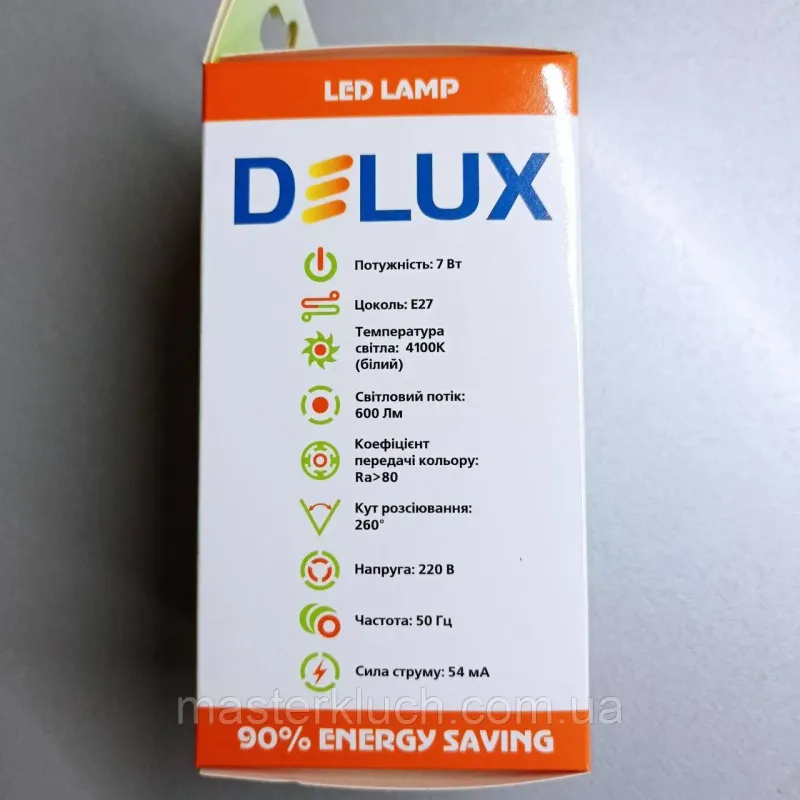 LED LAMP
DELUX
Потужність: 7 Вт
Цоколь: E27
Температура
світла: 4100K
(білий)
Світловий потік:
600 Лм
Коефіцієнт
передачі кольору:
Ra>80
Кут розсіювання:
260°
Напруга: 220 В
Частота: 50 Гц
Сила струму: 54 мА
masterkluch.com.ua
90% ENERGY SAVING